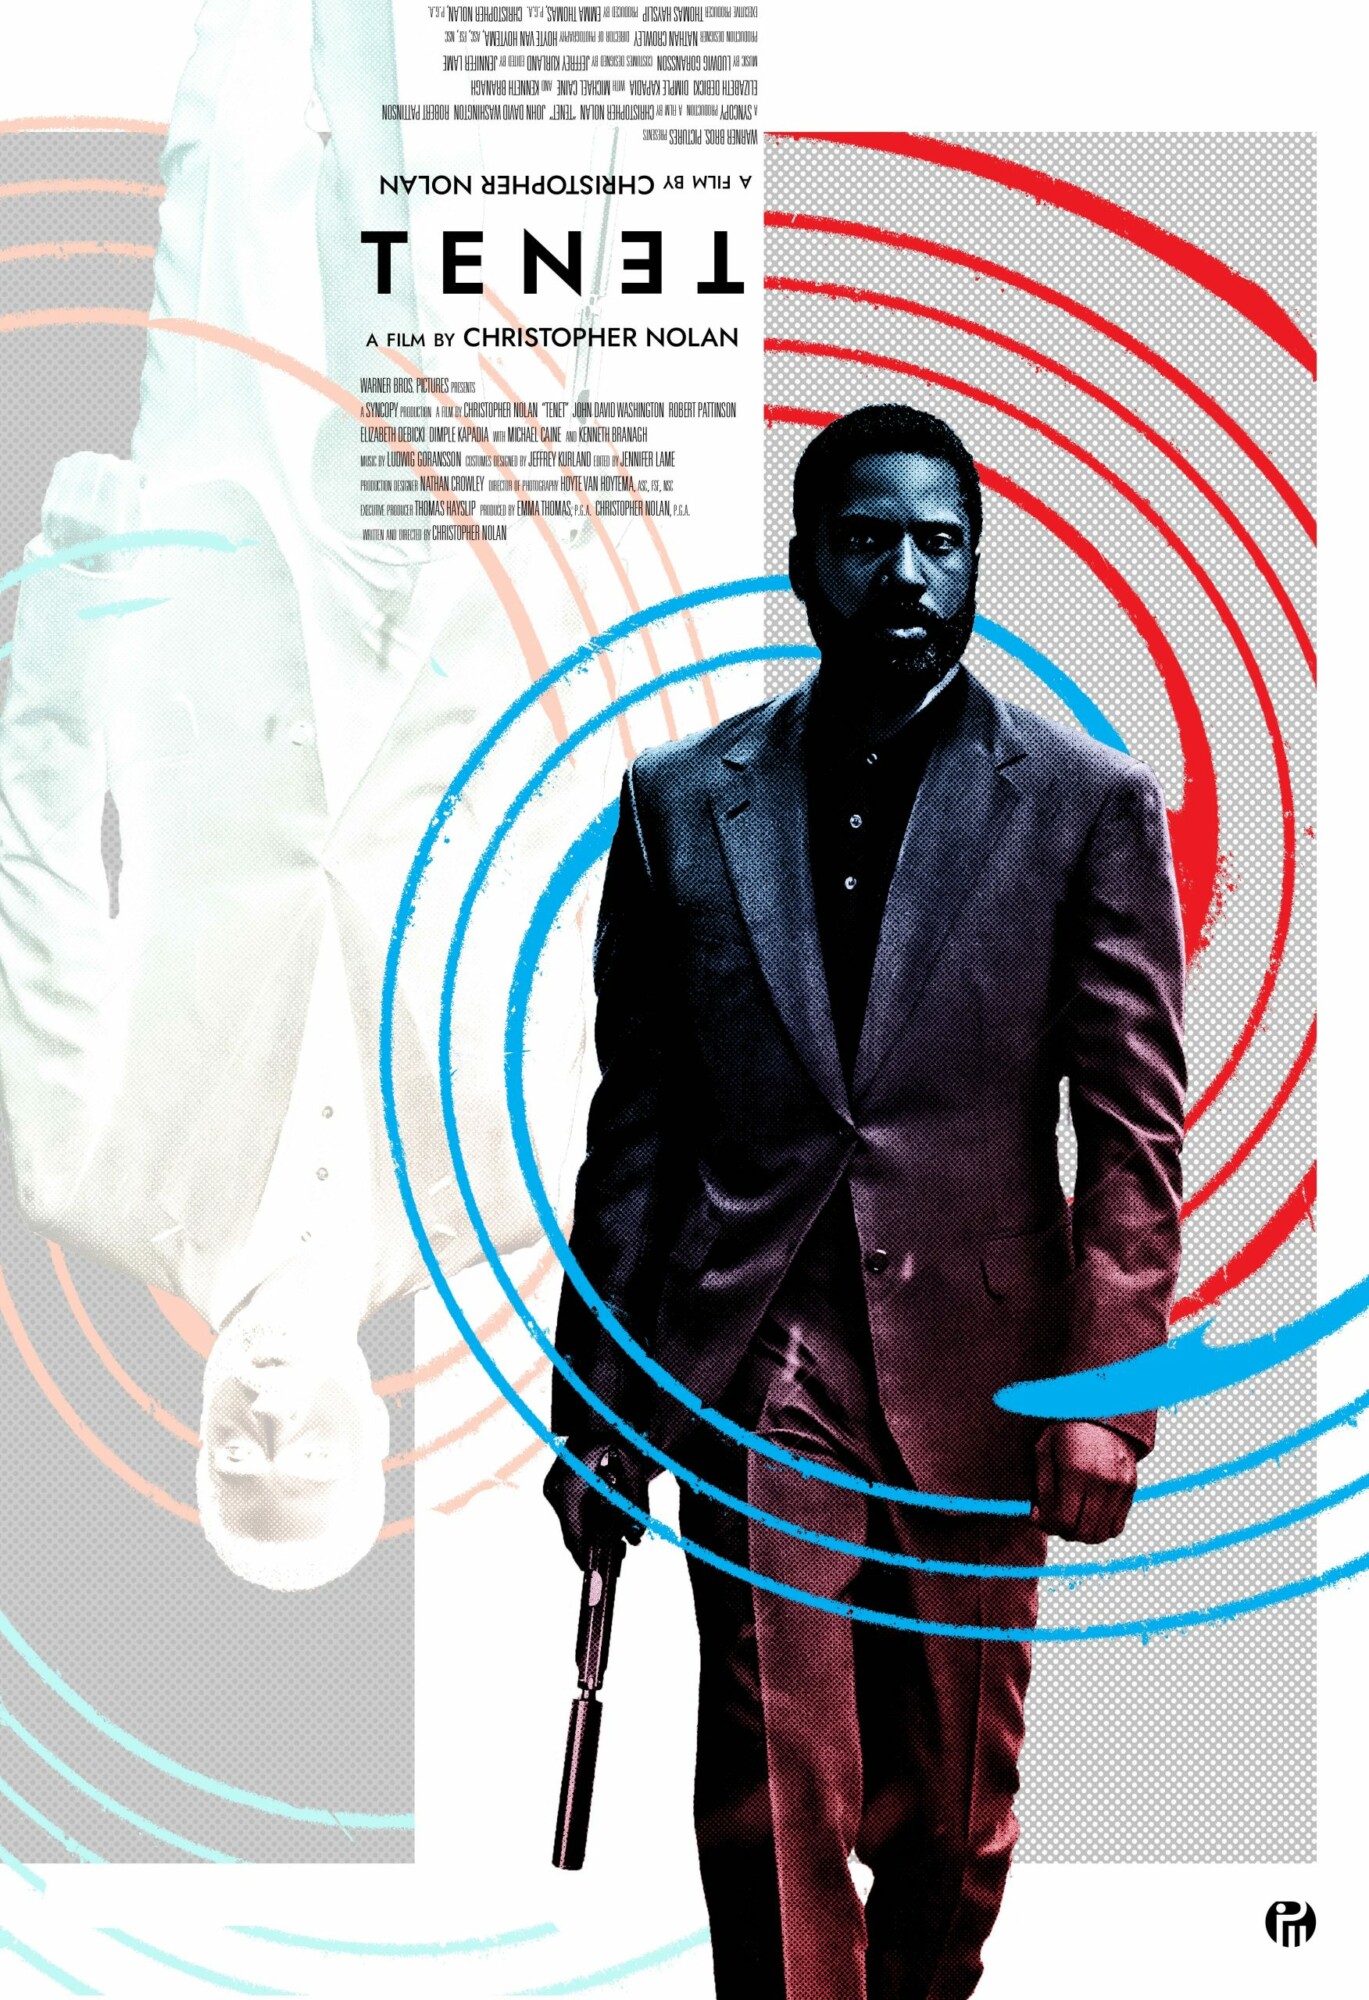 EXECUTIVE PRODUCER THOMAS HAYSLIP PRODUCED BY EMMA THOMAS, P.G.A. CHRISTOPHER NOLAN, P.G.A.
PRODUCTION DESIGNER NATHAN CROWLEY DIRECTOR OF PHOTOGRAPHY HOYTE VAN HOYTEMA, ASC, FSF, NSC
MUSIC BY LUDWIG GÖRANSSON COSTUMES DESIGNED BY JEFFREY KURLAND EDITED BY JENNIFER LAME
ELIZABETH DEBICKI DIMPLE KAPADIA WITH MICHAEL CAINE AND KENNETH BRANAGH
A SYNCOPY PRODUCTION A FILM BY CHRISTOPHER NOLAN "TENET" JOHN DAVID WASHINGTON ROBERT PATTINSON
WARNER BROS. PICTURES PRESENTS
A FILM BY CHRISTOPHER NOLAN
TENET
A FILM BY CHRISTOPHER NOLAN
WARNER BROS. PICTURES PRESENTS
A SYNCOPY PRODUCTION A FILM BY CHRISTOPHER NOLAN "TENET" JOHN DAVID WASHINGTON ROBERT PATTINSON
ELIZABETH DEBICKI DIMPLE KAPADIA WITH MICHAEL CAINE AND KENNETH BRANAGH
MUSIC BY LUDWIG GÖRANSSON COSTUMES DESIGNED BY JEFFREY KURLAND EDITED BY JENNIFER LAME
PRODUCTION DESIGNER NATHAN CROWLEY DIRECTOR OF PHOTOGRAPHY HOYTE VAN HOYTEMA, ASC, FSF, NSC
EXECUTIVE PRODUCER THOMAS HAYSLIP PRODUCED BY EMMA THOMAS, P.G.A. CHRISTOPHER NOLAN, P.G.A.
WRITTEN AND DIRECTED BY CHRISTOPHER NOLAN